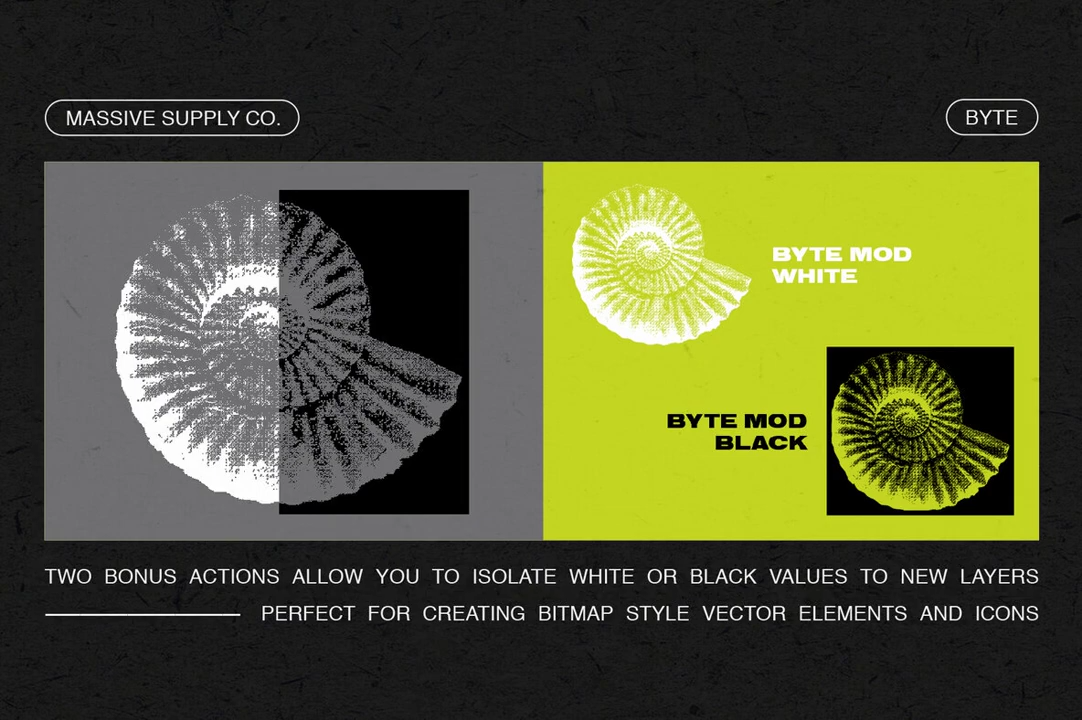 MASSIVE SUPPLY CO.
BYTE
BYTE MOD
WHITE
BYTE MOD
BLACK
TWO BONUS ACTIONS ALLOW YOU TO ISOLATE WHITE OR BLACK VALUES TO NEW LAYERS
PERFECT FOR CREATING BITMAP STYLE VECTOR ELEMENTS AND ICONS